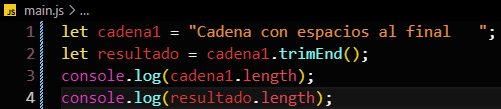 JS main.js > ...
1 let cadena1 = "Cadena con espacios al final   ";
2 let resultado = cadena1.trimEnd();
3 console.log(cadena1.length);
4 console.log(resultado.length);